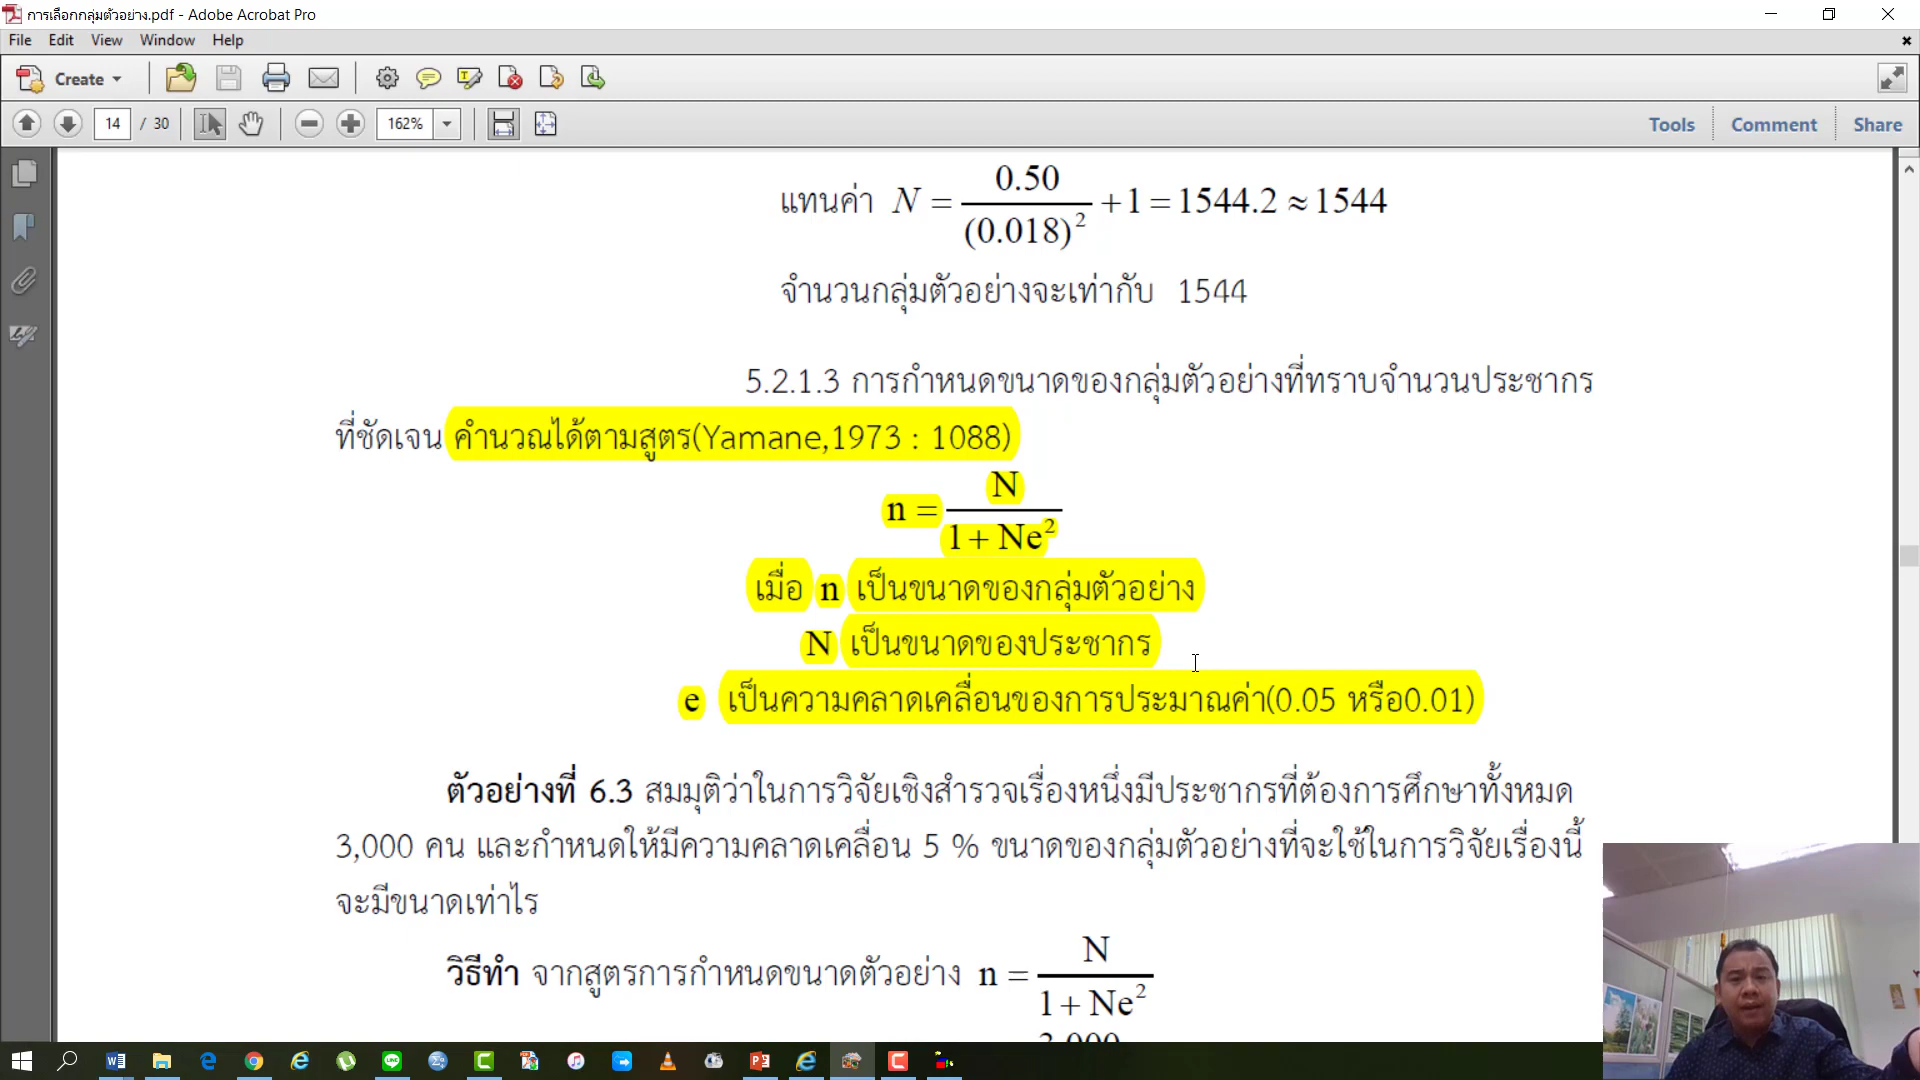 การเลือกกลุ่มตัวอย่าง.pdf - Adobe Acrobat Pro
File Edit View Window Help
Create
14 / 30 162% Tools Comment Share
แทนค่า N = 0.50 / (0.018)² + 1 = 1544.2 ≈ 1544
จำนวนกลุ่มตัวอย่างจะเท่ากับ 1544
5.2.1.3 การกำหนดขนาดของกลุ่มตัวอย่างที่ทราบจำนวนประชากร
ที่ชัดเจน คำนวณได้ตามสูตร(Yamane,1973 : 1088)
n = N / 1 + Ne²
เมื่อ n เป็นขนาดของกลุ่มตัวอย่าง
N เป็นขนาดของประชากร
e เป็นความคลาดเคลื่อนของการประมาณค่า(0.05 หรือ0.01)
ตัวอย่างที่ 6.3 สมมุติว่าในการวิจัยเชิงสำรวจเรื่องหนึ่งมีประชากรที่ต้องการศึกษาทั้งหมด
3,000 คน และกำหนดให้มีความคลาดเคลื่อน 5 % ขนาดของกลุ่มตัวอย่างที่จะใช้ในการวิจัยเรื่องนี้
จะมีขนาดเท่าไร
วิธีทำ จากสูตรการกำหนดขนาดตัวอย่าง n = N / 1 + Ne²
3,000